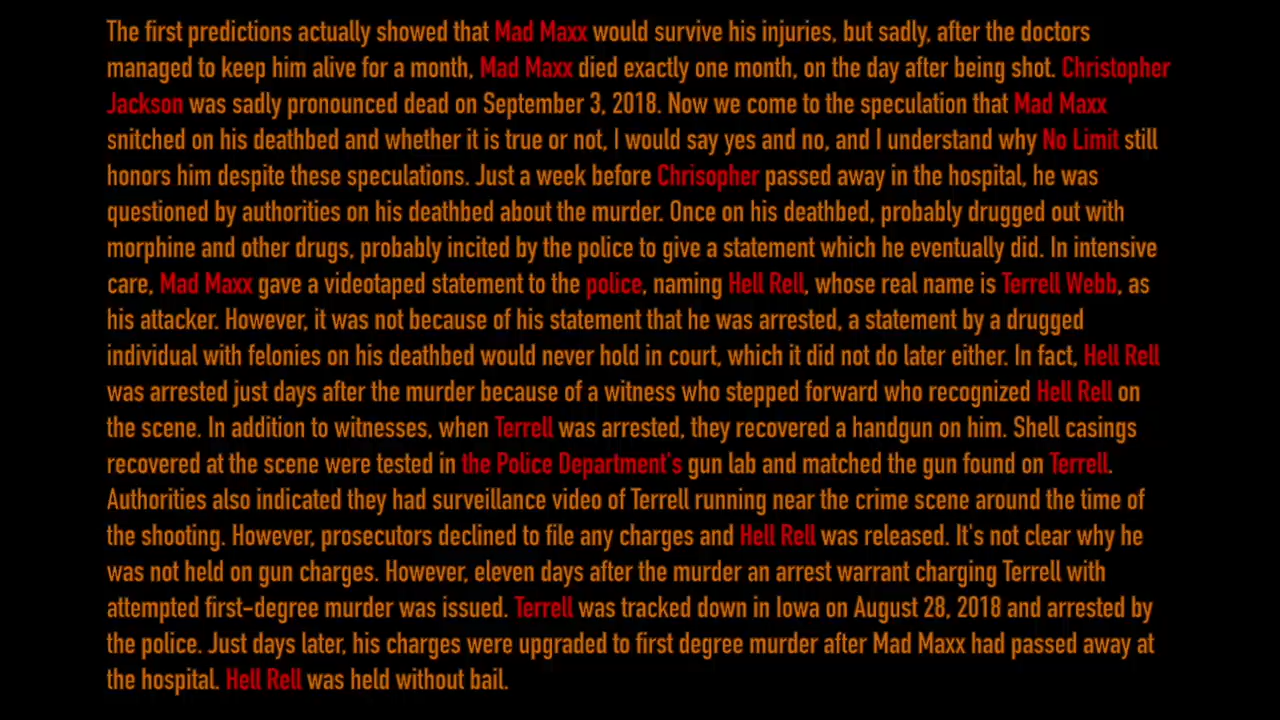 The first predictions actually showed that Mad Maxx would survive his injuries, but sadly, after the doctors
managed to keep him alive for a month, Mad Maxx died exactly one month, on the day after being shot. Christopher
Jackson was sadly pronounced dead on September 3, 2018. Now we come to the speculation that Mad Maxx
snitched on his deathbed and whether it is true or not, I would say yes and no, and I understand why No Limit still
honors him despite these speculations. Just a week before Chrisopher passed away in the hospital, he was
questioned by authorities on his deathbed about the murder. Once on his deathbed, probably drugged out with
morphine and other drugs, probably incited by the police to give a statement which he eventually did. In intensive
care, Mad Maxx gave a videotaped statement to the police, naming Hell Rell, whose real name is Terrell Webb, as
his attacker. However, it was not because of his statement that he was arrested, a statement by a drugged
individual with felonies on his deathbed would never hold in court, which it did not do later either. In fact, Hell Rell
was arrested just days after the murder because of a witness who stepped forward who recognized Hell Rell on
the scene. In addition to witnesses, when Terrell was arrested, they recovered a handgun on him. Shell casings
recovered at the scene were tested in the Police Department's gun lab and matched the gun found on Terrell.
Authorities also indicated they had surveillance video of Terrell running near the crime scene around the time of
the shooting. However, prosecutors declined to file any charges and Hell Rell was released. It's not clear why he
was not held on gun charges. However, eleven days after the murder an arrest warrant charging Terrell with
attempted first-degree murder was issued. Terrell was tracked down in Iowa on August 28, 2018 and arrested by
the police. Just days later, his charges were upgraded to first degree murder after Mad Maxx had passed away at
the hospital. Hell Rell was held without bail.